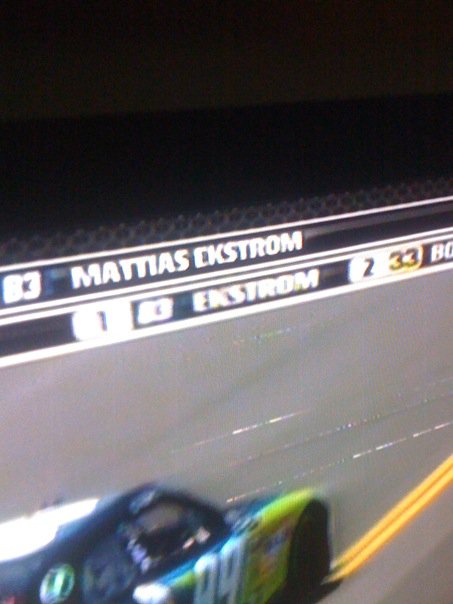 83 MATTIAS EKSTROM
1 83 EKSTROM 2 33 BO